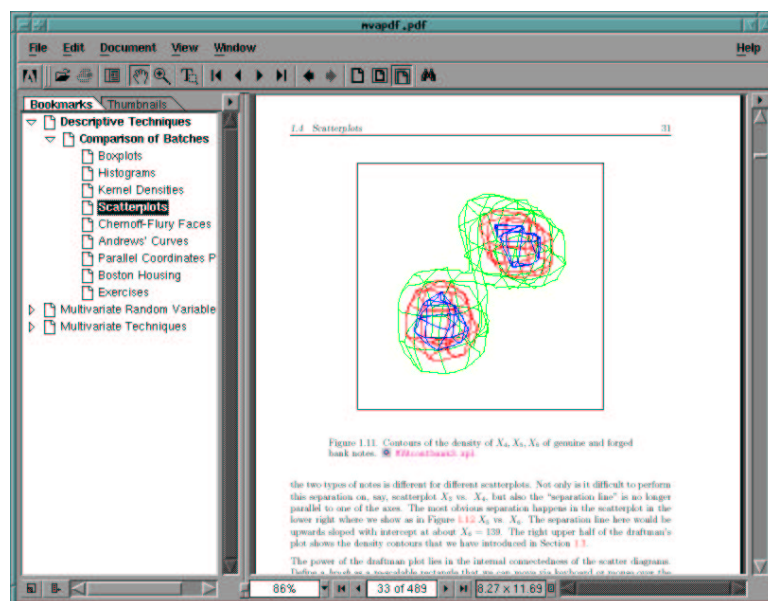 mvapdf.pdf
File Edit Document View Window Help
Bookmarks Thumbnails
Descriptive Techniques
Comparison of Batches
Boxplots
Histograms
Kernel Densities
Scatterplots
Chernoff-Flury Faces
Andrews' Curves
Parallel Coordinates P
Boston Housing
Exercises
Multivariate Random Variable
Multivariate Techniques
1.4 Scatterplots 31
Figure 1.11. Contours of the density of X4, X5, X6 of genuine and forged
bank notes.
the two types of notes is different for different scatterplots. Not only is it difficult to perform
this separation on, say, scatterplot X3 vs. X4, but also the "separation line" is no longer
parallel to one of the axes. The most obvious separation happens in the scatterplot in the
lower right where we show as in Figure 1.12 X5 vs. X6. The separation line here would be
upwards sloped with intercept at about X6 = 139. The right upper half of the draftman's
plot shows the density contours that we have introduced in Section 1.3.
The power of the draftman plot lies in the internal connectedness of the scatter diagrams.
86% 33 of 489 8.27 x 11.69